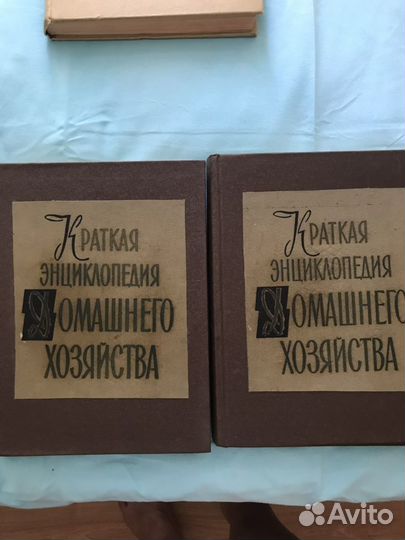 Краткая
энциклопедия
Домашнего
хозяйства
Краткая
энциклопедия
Домашнего
хозяйства
Avito